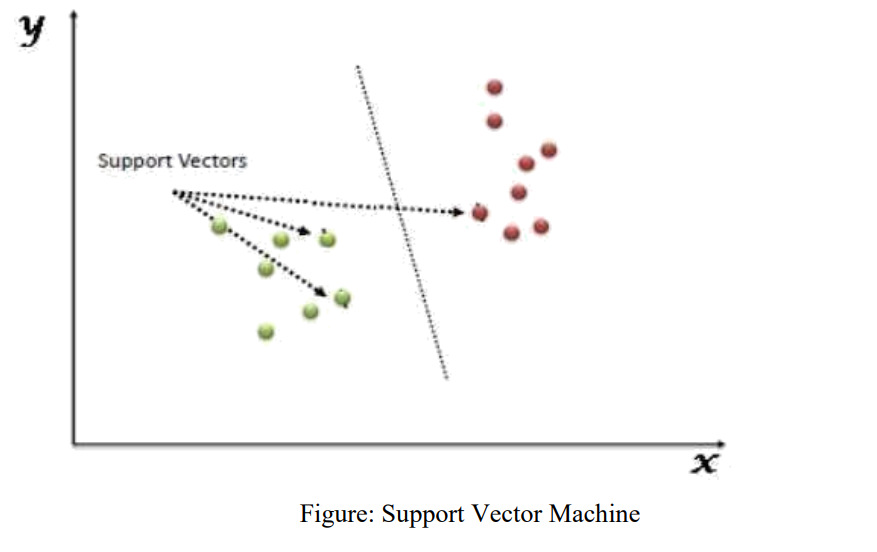 y
Support Vectors
x
Figure: Support Vector Machine